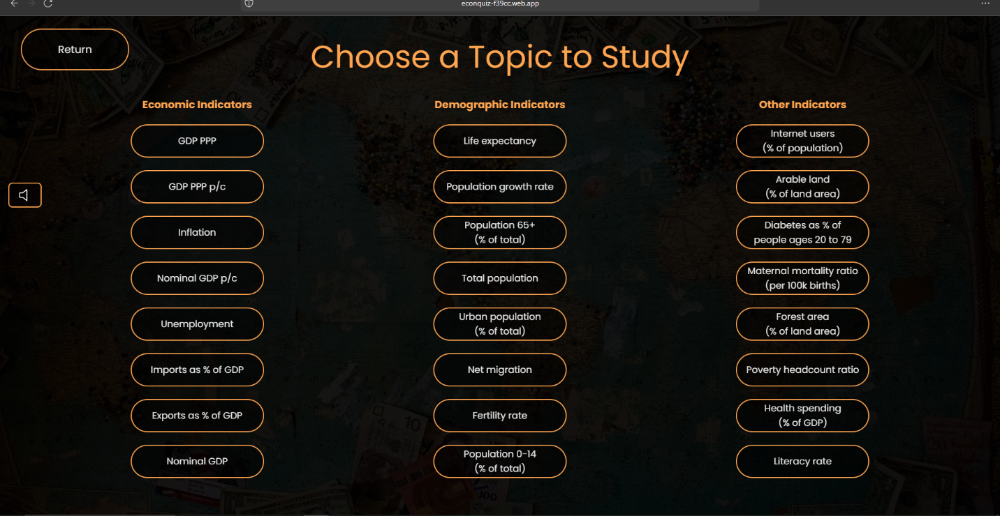 econquiz-f39cc.web.app
Return
Choose a Topic to Study
Economic Indicators
GDP PPP
GDP PPP p/c
Inflation
Nominal GDP p/c
Unemployment
Imports as % of GDP
Exports as % of GDP
Nominal GDP
Demographic Indicators
Life expectancy
Population growth rate
Population 65+
(% of total)
Total population
Urban population
(% of total)
Net migration
Fertility rate
Population 0-14
(% of total)
Other Indicators
Internet users
(% of population)
Arable land
(% of land area)
Diabetes as % of
people ages 20 to 79
Maternal mortality ratio
(per 100k births)
Forest area
(% of land area)
Poverty headcount ratio
Health spending
(% of GDP)
Literacy rate